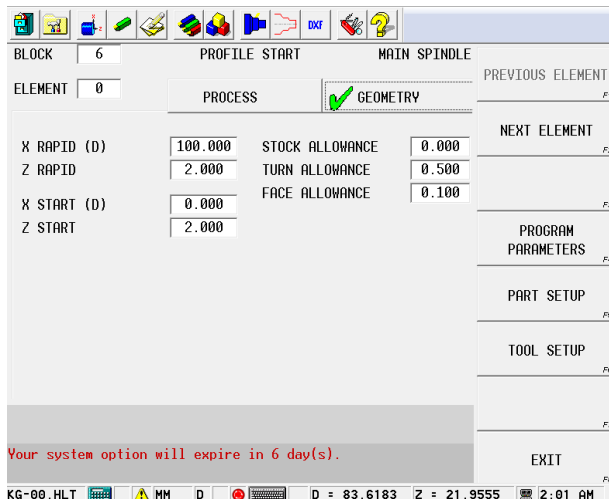 DXF
BLOCK 6 PROFILE START MAIN SPINDLE
ELEMENT 0
PROCESS GEOMETRY
X RAPID (D) 100.000 STOCK ALLOWANCE 0.000
Z RAPID 2.000 TURN ALLOWANCE 0.500
FACE ALLOWANCE 0.100
X START (D) 0.000
Z START 2.000
PREVIOUS ELEMENT
NEXT ELEMENT
PROGRAM
PARAMETERS
PART SETUP
TOOL SETUP
EXIT
Your system option will expire in 6 day(s).
KG-00.HLT MM D D = 83.6183 Z = 21.9555 2:01 AM